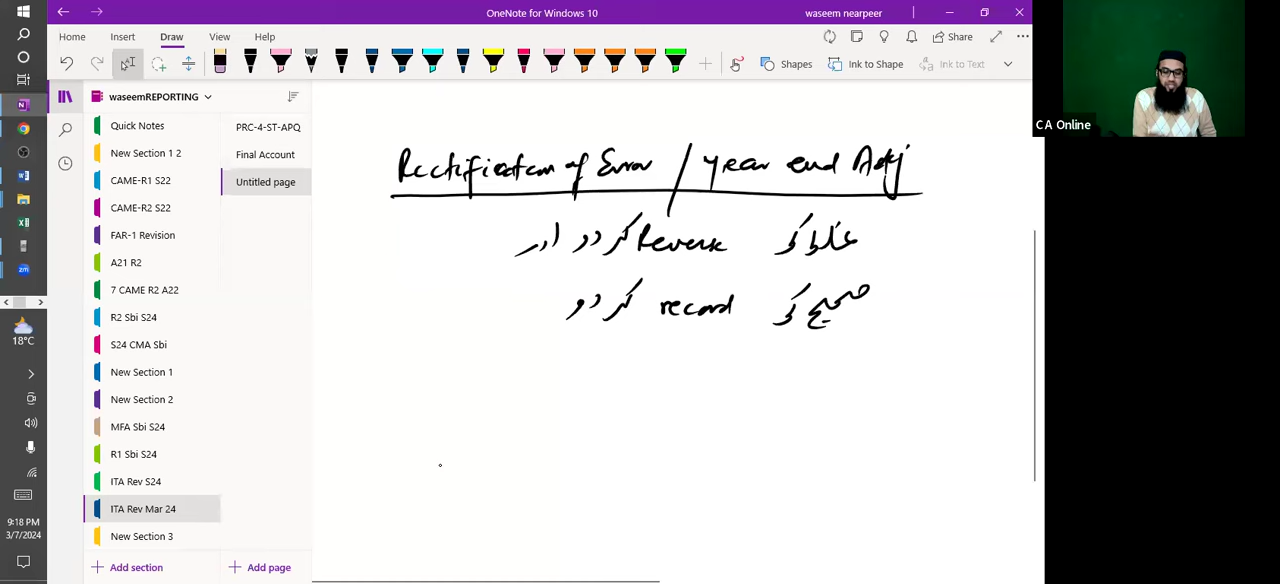 OneNote for Windows 10
waseem nearpeer
Home Insert Draw View Help
Share
Shapes
Ink to Shape
Ink to Text
waseemREPORTING
Quick Notes
New Section 1 2
CAME-R1 S22
CAME-R2 S22
FAR-1 Revision
A21 R2
7 CAME R2 A22
R2 Sbi S24
S24 CMA Sbi
New Section 1
New Section 2
MFA Sbi S24
R1 Sbi S24
ITA Rev S24
ITA Rev Mar 24
New Section 3
Add section
PRC-4-ST-APQ
Final Account
Untitled page
Add page
Rectification of Error / year end Adj
غلط کو Reverse کر دو اور
صحیح کو record کر دو
CA Online
18°C
9:18 PM
3/7/2024